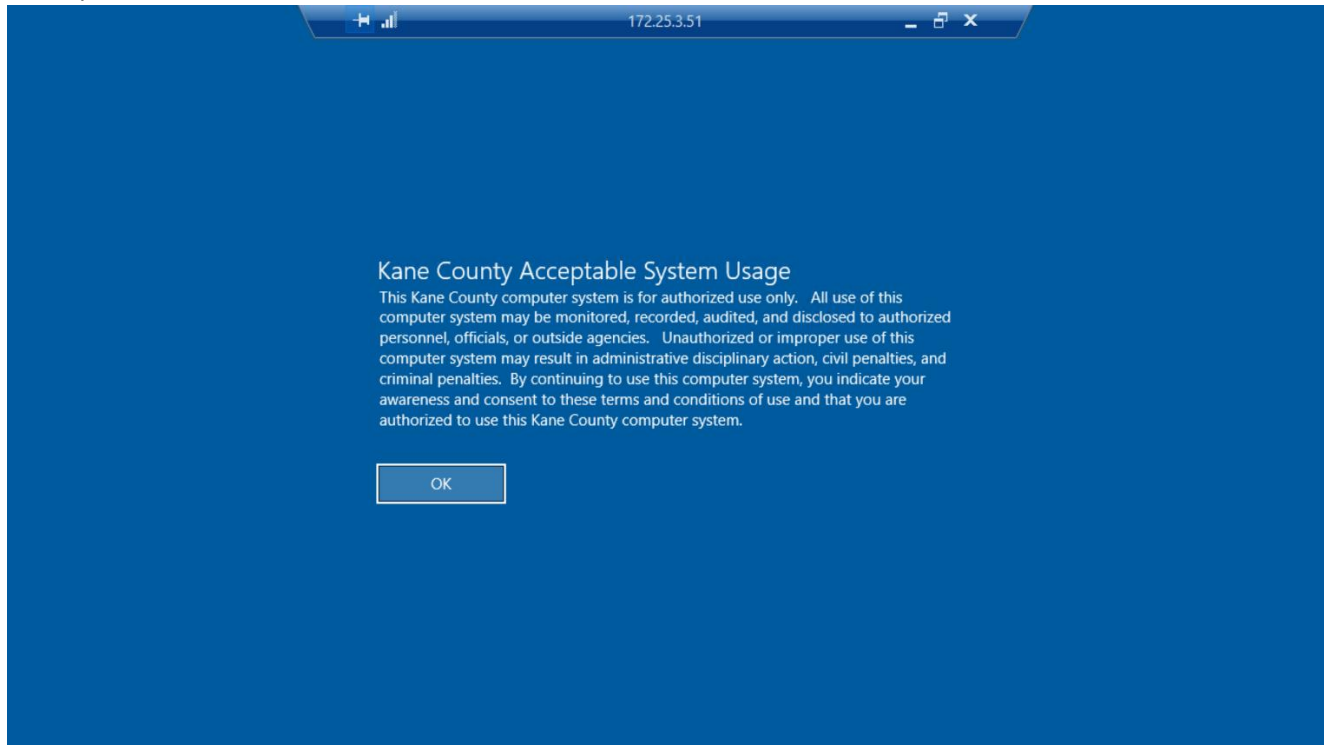 172.25.3.51
Kane County Acceptable System Usage
This Kane County computer system is for authorized use only.   All use of this
computer system may be monitored, recorded, audited, and disclosed to authorized
personnel, officials, or outside agencies.   Unauthorized or improper use of this
computer system may result in administrative disciplinary action, civil penalties, and
criminal penalties.  By continuing to use this computer system, you indicate your
awareness and consent to these terms and conditions of use and that you are
authorized to use this Kane County computer system.
OK